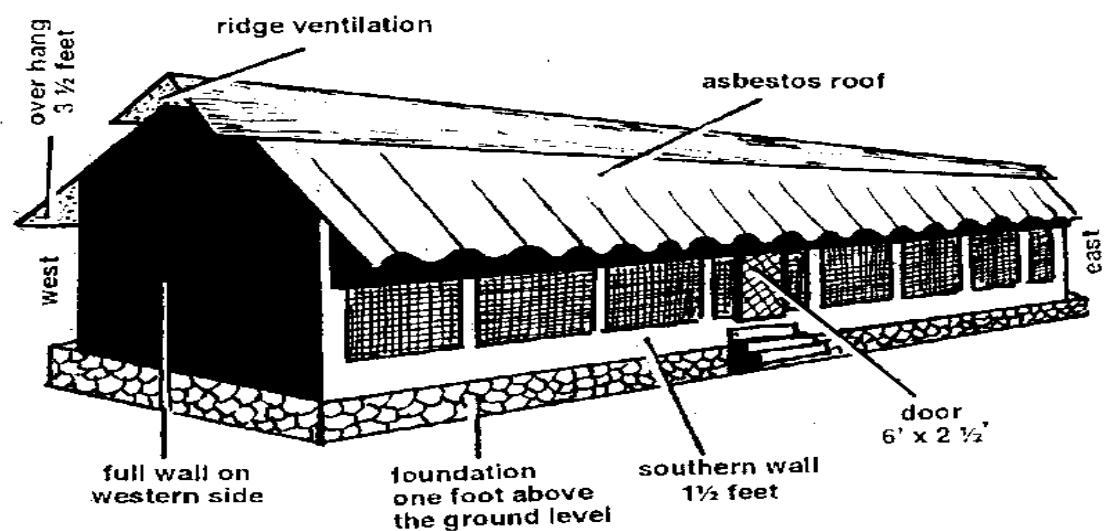 ridge ventilation
over hang
3 ½ feet
asbestos roof
west
east
door
6' x 2 ½'
full wall on
western side
foundation
one foot above
the ground level
southern wall
1½ feet